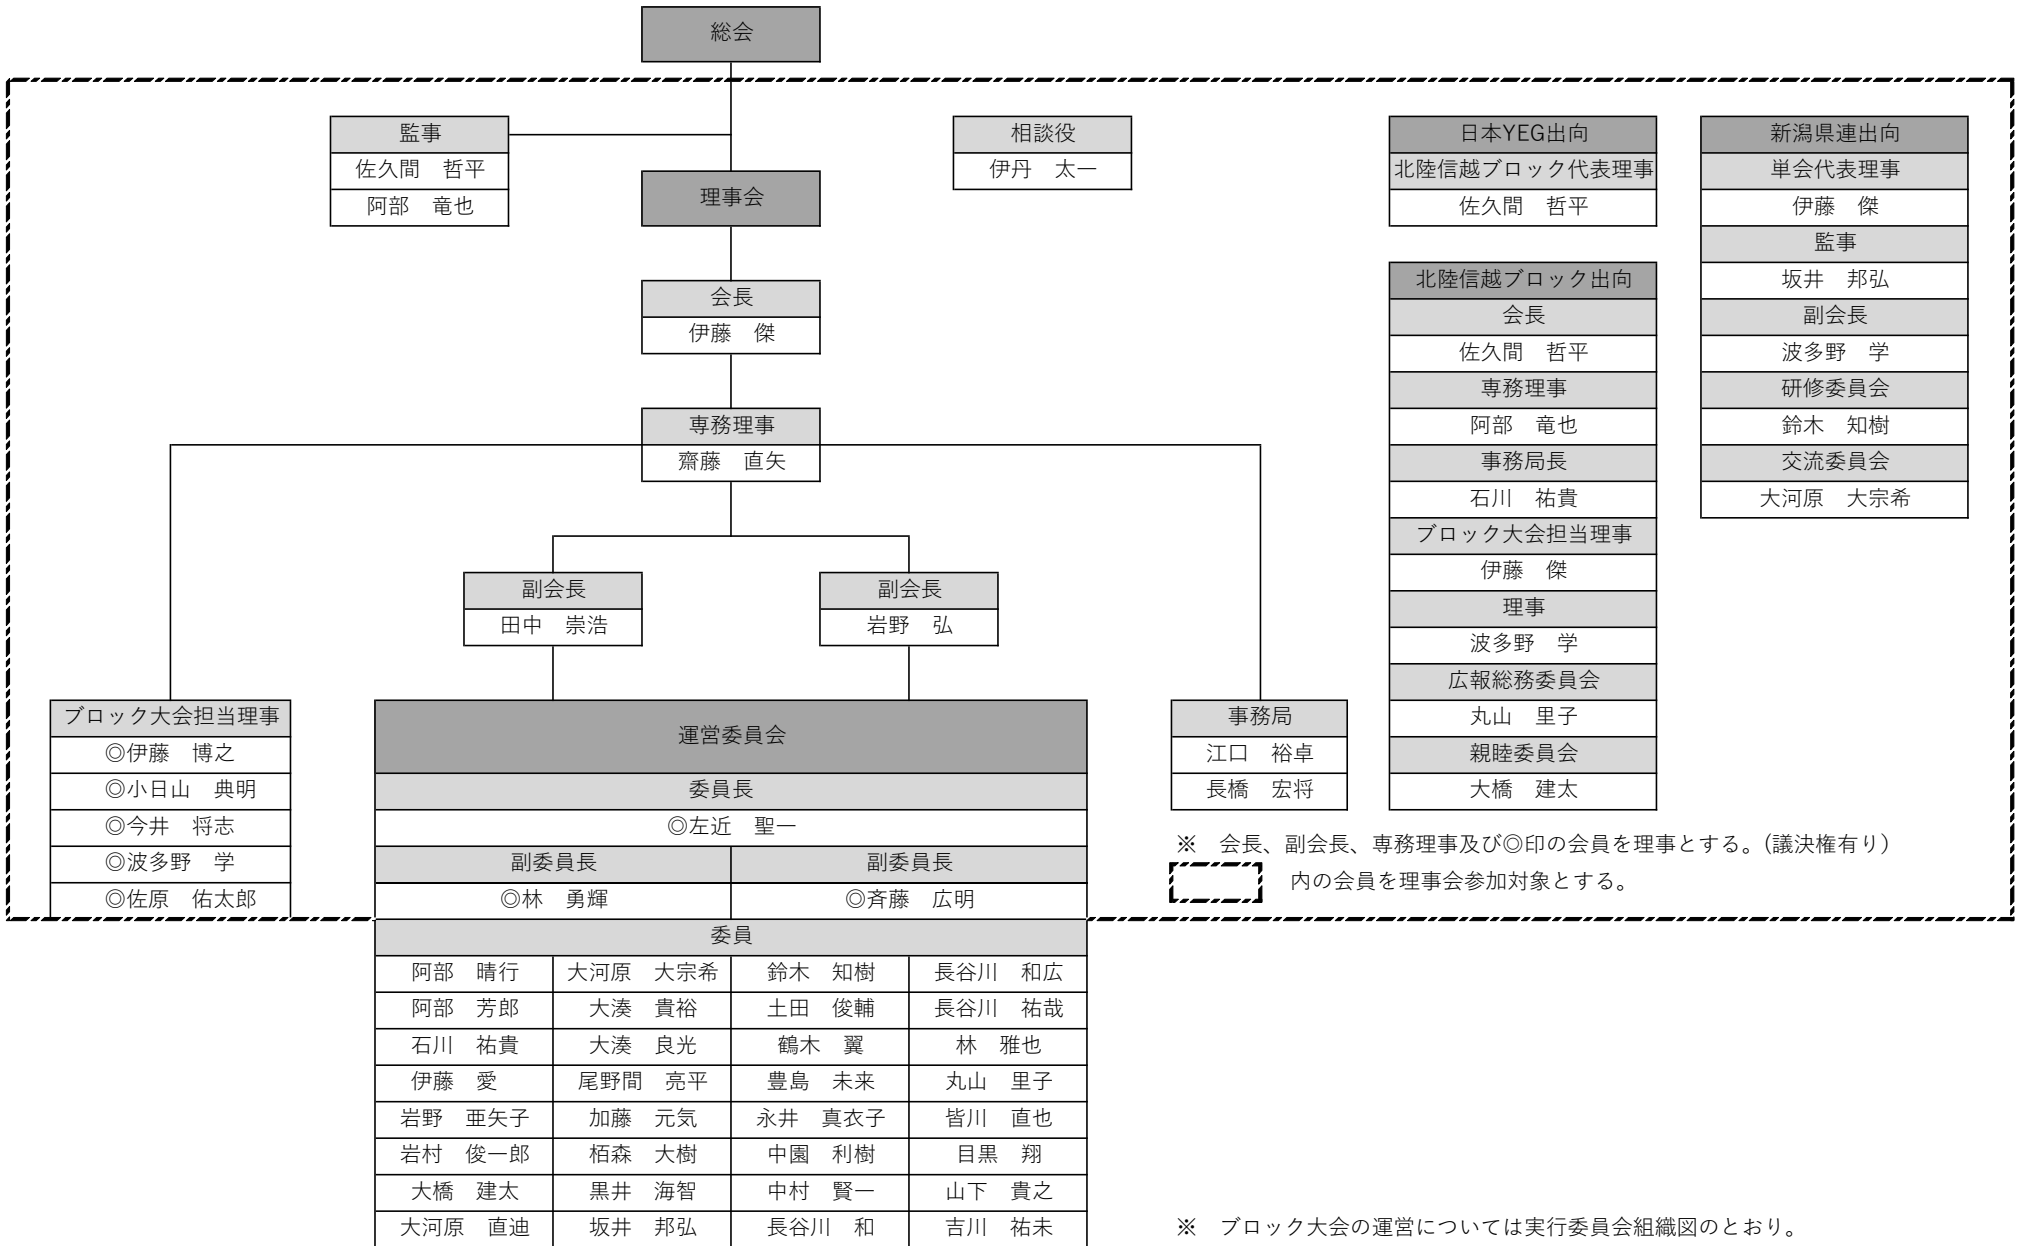 総会
監事
佐久間　哲平
阿部　竜也
相談役
伊丹　太一
理事会
会長
伊藤　傑
専務理事
齋藤　直矢
副会長
田中　崇浩
副会長
岩野　弘
日本YEG出向
北陸信越ブロック代表理事
佐久間　哲平
北陸信越ブロック出向
会長
佐久間　哲平
専務理事
阿部　竜也
事務局長
石川　祐貴
ブロック大会担当理事
伊藤　傑
理事
波多野　学
広報総務委員会
丸山　里子
親睦委員会
大橋　建太
新潟県連出向
単会代表理事
伊藤　傑
監事
坂井　邦弘
副会長
波多野　学
研修委員会
鈴木　知樹
交流委員会
大河原　大宗希
ブロック大会担当理事
◎伊藤　博之
◎小日山　典明
◎今井　将志
◎波多野　学
◎佐原　佑太郎
運営委員会
委員長
◎左近　聖一
副委員長　副委員長
◎林　勇輝　◎斉藤　広明
委員
阿部　晴行　大河原　大宗希　鈴木　知樹　長谷川　和広
阿部　芳郎　大湊　貴裕　土田　俊輔　長谷川　祐哉
石川　祐貴　大湊　良光　鶴木　翼　林　雅也
伊藤　愛　尾野間　亮平　豊島　未来　丸山　里子
岩野　亜矢子　加藤　元気　永井　真衣子　皆川　直也
岩村　俊一郎　栢森　大樹　中園　利樹　目黒　翔
大橋　建太　黒井　海智　中村　賢一　山下　貴之
大河原　直迪　坂井　邦弘　長谷川　和　吉川　祐未
事務局
江口　裕卓
長橋　宏将
※　会長、副会長、専務理事及び◎印の会員を理事とする。(議決権有り)
内の会員を理事会参加対象とする。
※　ブロック大会の運営については実行委員会組織図のとおり。